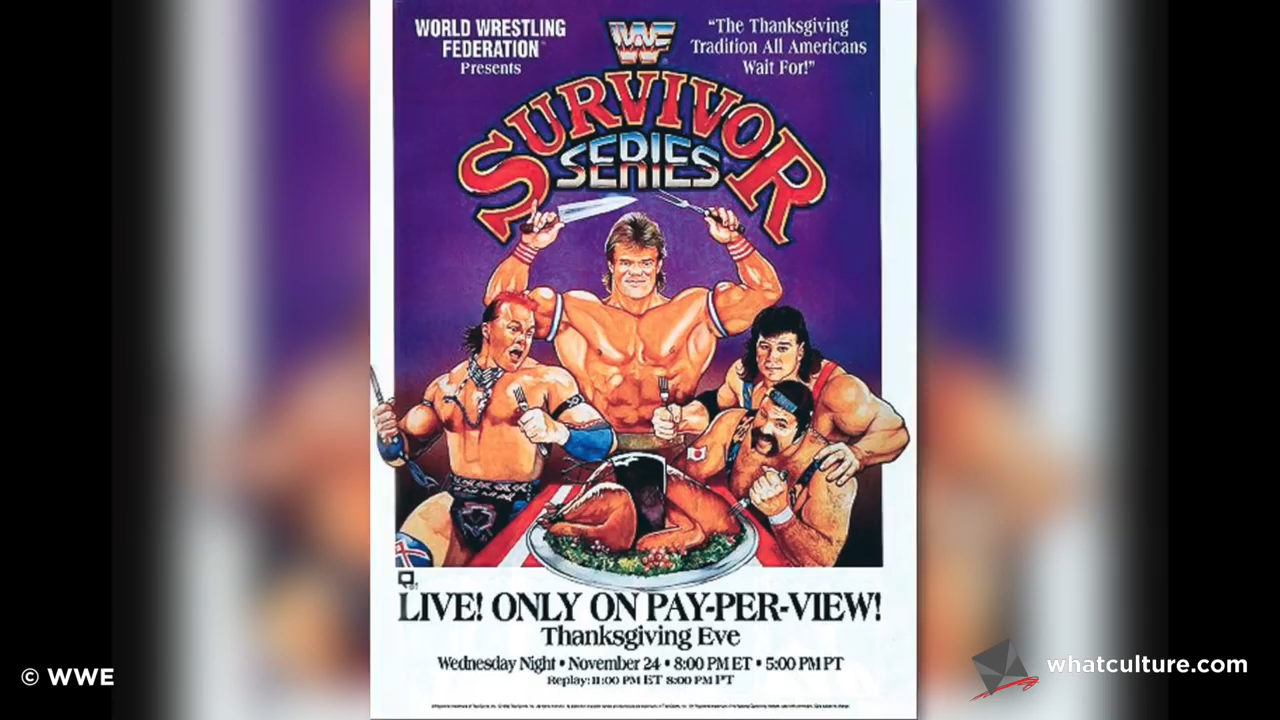 WORLD WRESTLING
FEDERATION
Presents
WWF
"The Thanksgiving
Tradition All Americans
Wait For!"
SURVIVOR
SERIES
LIVE! ONLY ON PAY-PER-VIEW!
Thanksgiving Eve
Wednesday Night • November 24 • 8:00 PM ET • 5:00 PM PT
Replay: 11:00 PM ET 8:00 PM PT
© WWE
whatculture.com